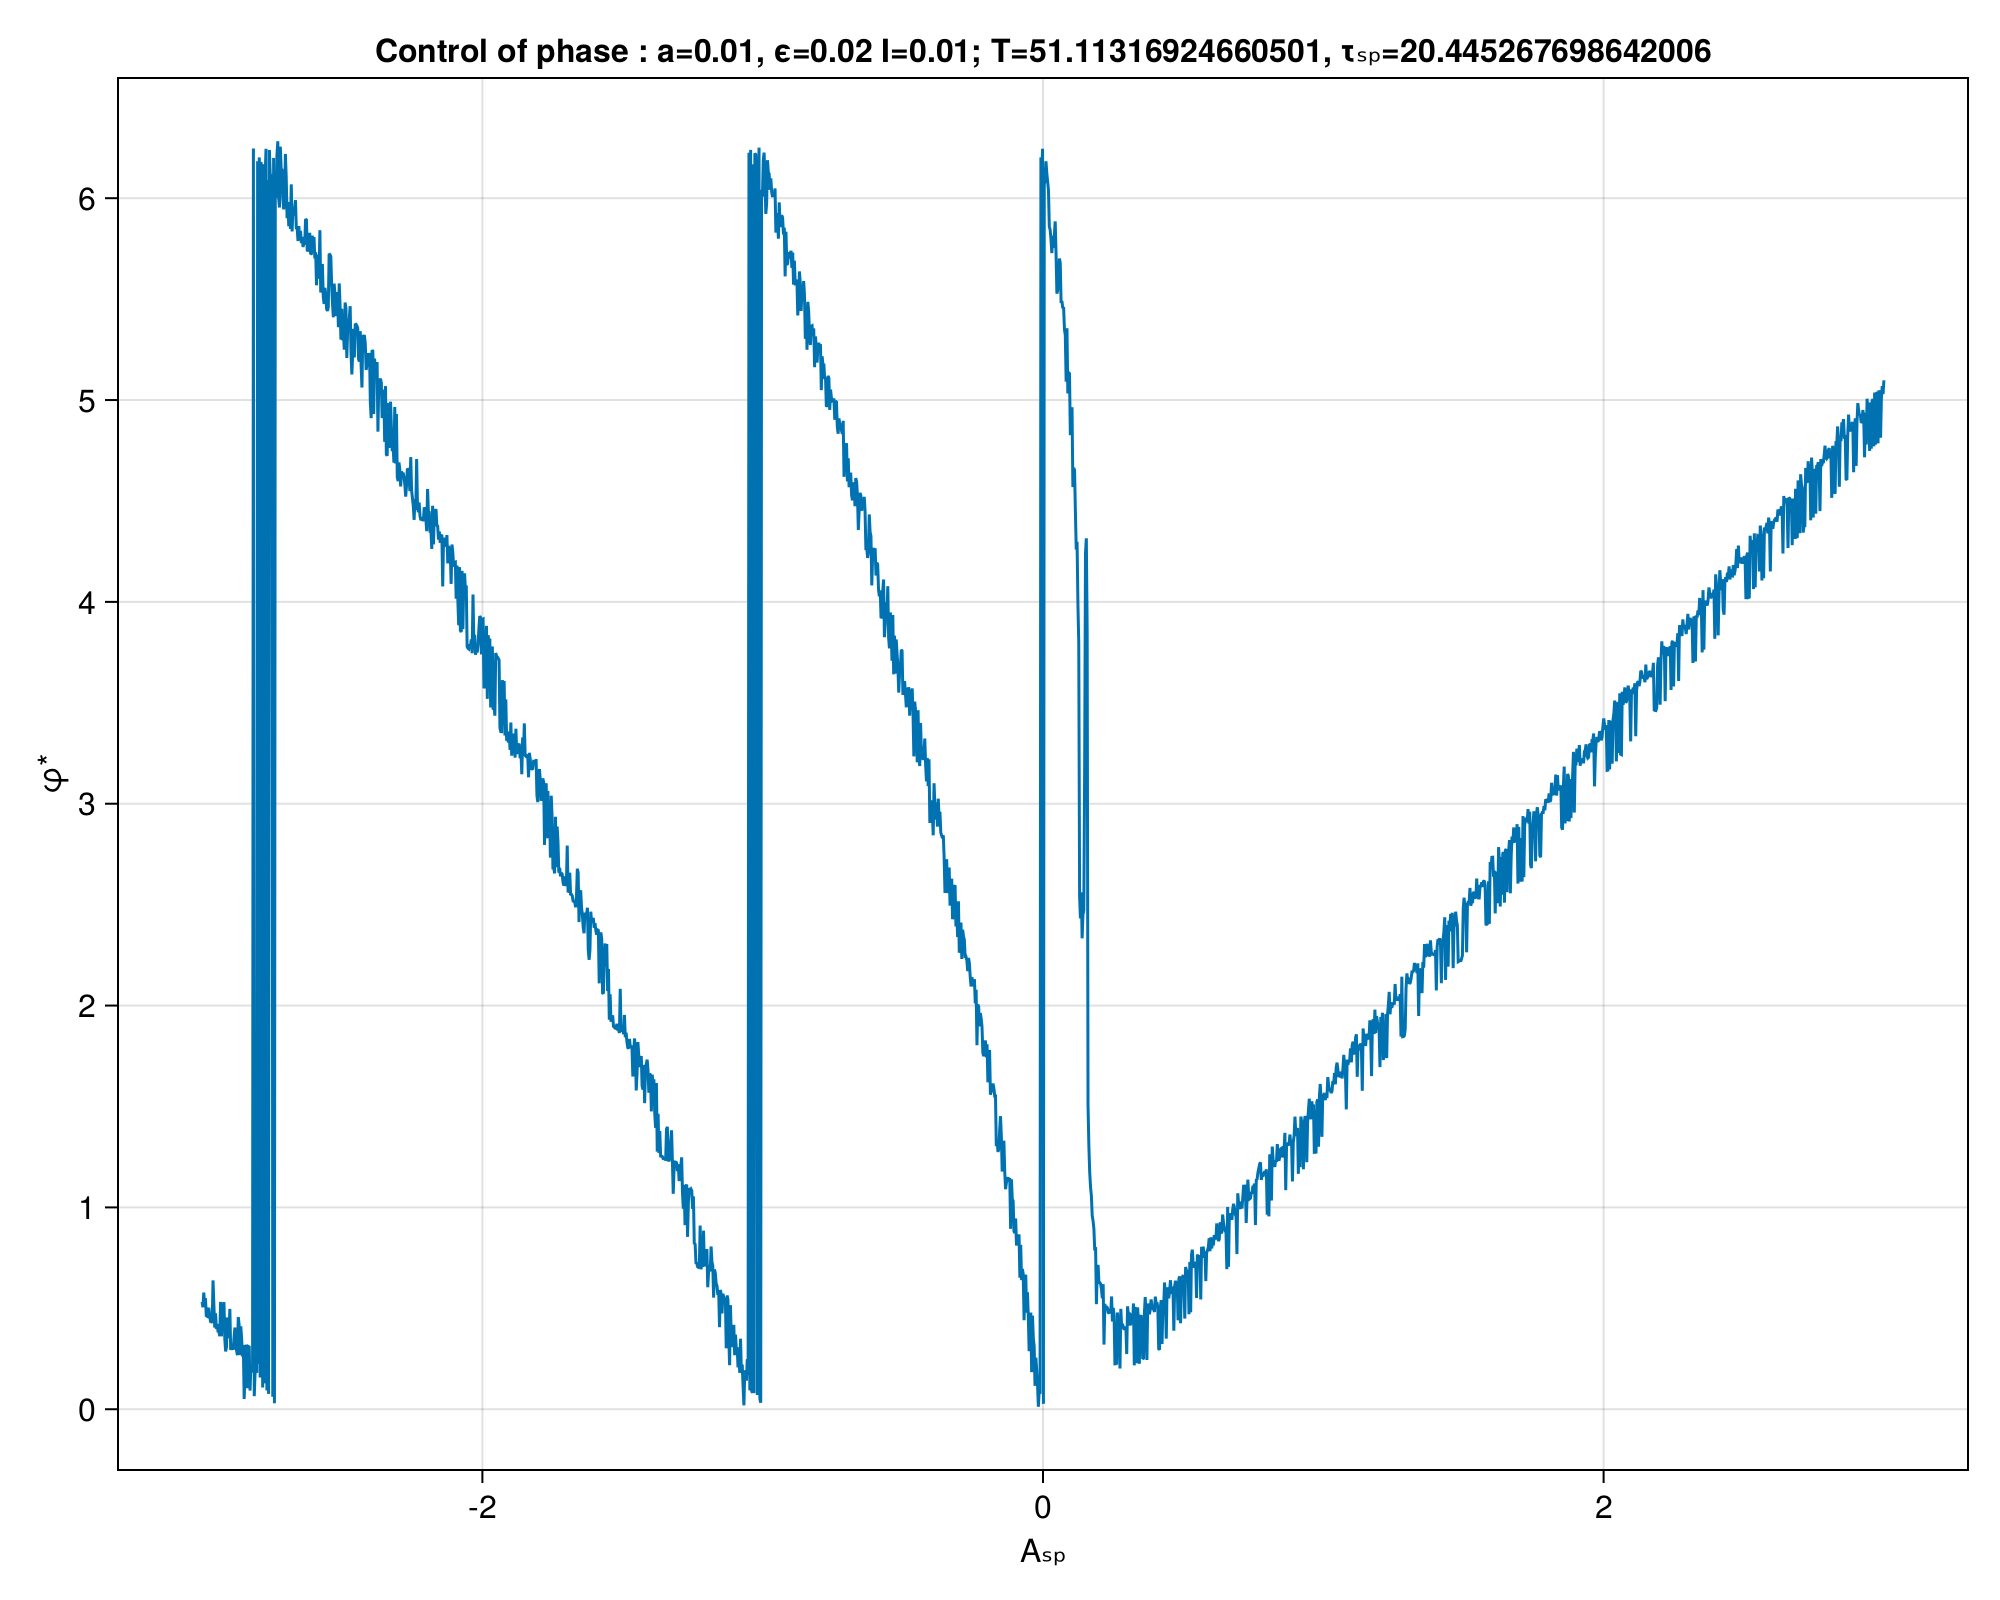 Control of phase : a=0.01, ϵ=0.02 I=0.01; T=51.11316924660501, τₛₚ=20.445267698642006
6
5
4
3
2
1
0
φ*
-2 0 2
Aₛₚ